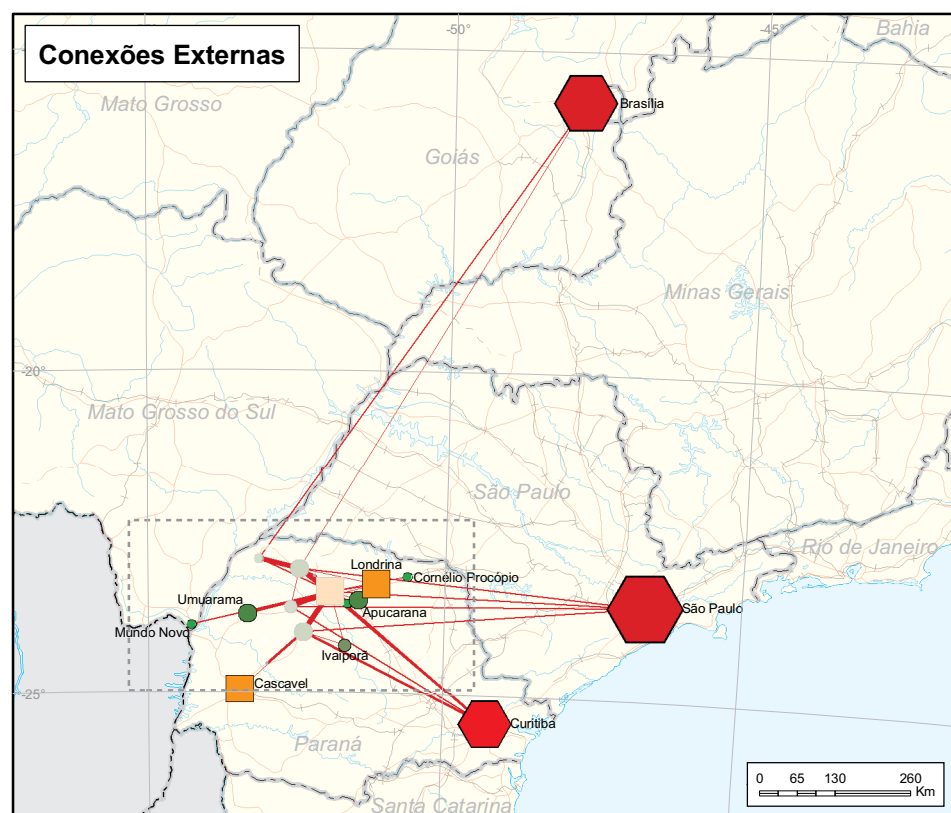 -50°
-45°
Bahia
Conexões Externas
Mato Grosso
Brasília
Goiás
Minas Gerais
-20°
Mato Grosso do Sul
São Paulo
Rio de Janeiro
Londrina
Cornélio Procópio
Umuarama
Apucarana
São Paulo
Mundo Novo
Ivaiporã
Cascavel
-25°
Curitiba
Paraná
0 65 130 260
Km
Santa Catarina